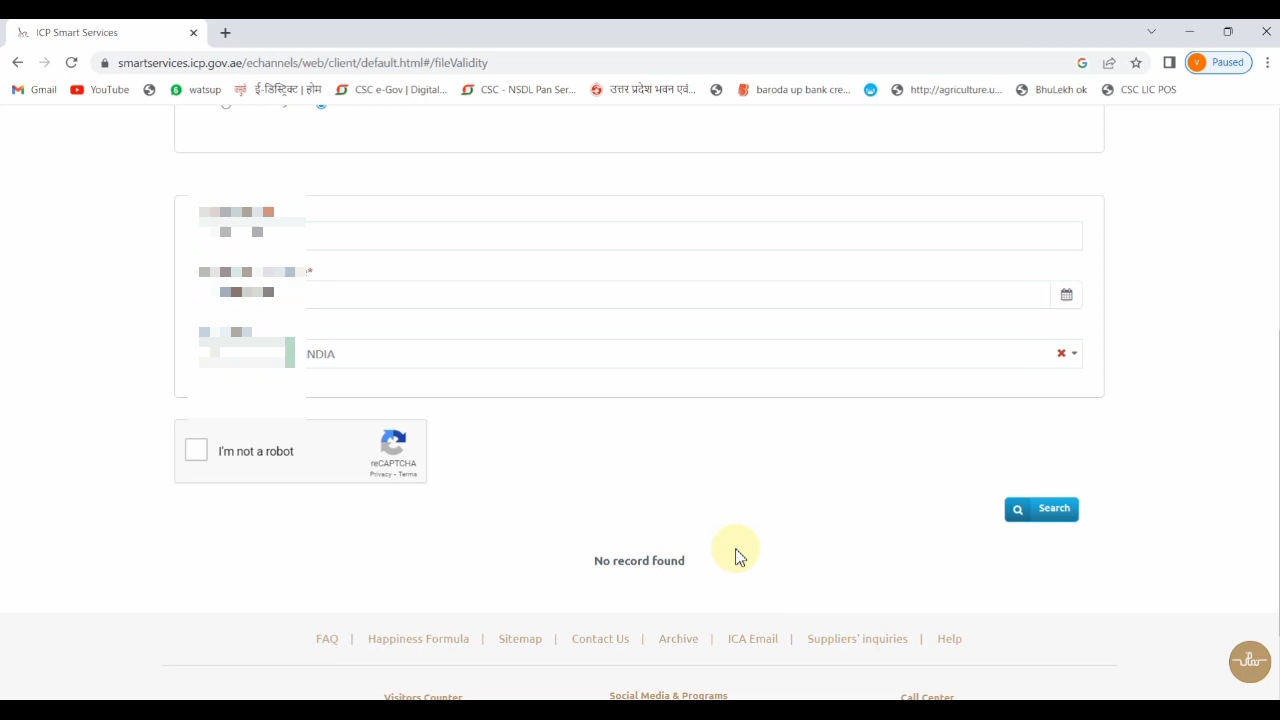 ICP Smart Services
smartservices.icp.gov.ae/echannels/web/client/default.html#/fileValidity
V Paused
Gmail YouTube watsup ई-डिस्ट्रिक्ट | होम CSC e-Gov | Digital... CSC - NSDL Pan Ser... उत्तर प्रदेश भवन एवं... baroda up bank cre... http://agriculture.u... BhuLekh ok CSC LIC POS
*
NDIA
I'm not a robot
reCAPTCHA
Privacy - Terms
Search
No record found
FAQ | Happiness Formula | Sitemap | Contact Us | Archive | ICA Email | Suppliers' inquiries | Help
Visitors Counter Social Media & Programs Call Center